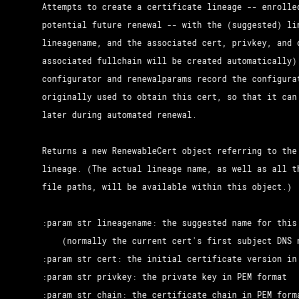 Attempts to create a certificate lineage -- enrolled
potential future renewal -- with the (suggested)
lineagename, and the associated cert, privkey, and
associated fullchain will be created automatically)
configurator and renewalparams record the
originally used to obtain this cert, so that it can
later during automated renewal.
Returns a new RenewableCert object referring to the
lineage. (The actual lineage name, as well as all
file paths, will be available within this object.)
:param str lineagename: the suggested name for this
(normally the current cert's first subject DNS
:param str cert: the initial certificate version in
:param str privkey: the private key in PEM format
:param str chain: the certificate chain in PEM